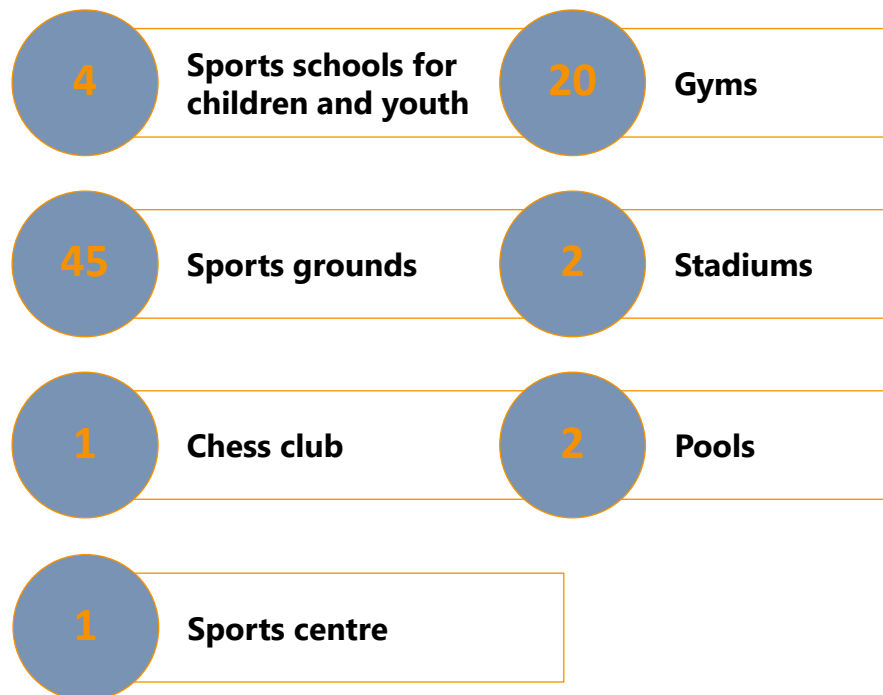 4
Sports schools for
children and youth
20
Gyms
45
Sports grounds
2
Stadiums
1
Chess club
2
Pools
1
Sports centre